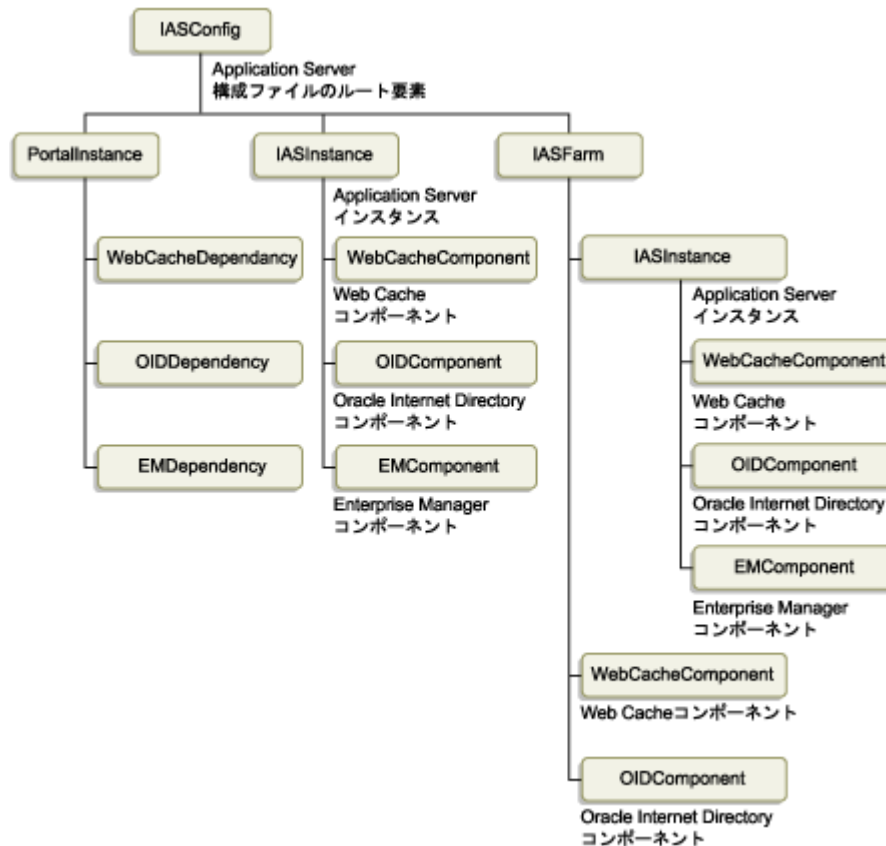 IASConfig
Application Server
構成ファイルのルート要素
PortalInstance
IASInstance
IASFarm
Application Server
インスタンス
WebCacheDependancy
WebCacheComponent
Web Cache
コンポーネント
OIDDependency
OIDComponent
Oracle Internet Directory
コンポーネント
EMDependency
EMComponent
Enterprise Manager
コンポーネント
IASInstance
Application Server
インスタンス
WebCacheComponent
Web Cache
コンポーネント
OIDComponent
Oracle Internet Directory
コンポーネント
EMComponent
Enterprise Manager
コンポーネント
WebCacheComponent
Web Cacheコンポーネント
OIDComponent
Oracle Internet Directory
コンポーネント